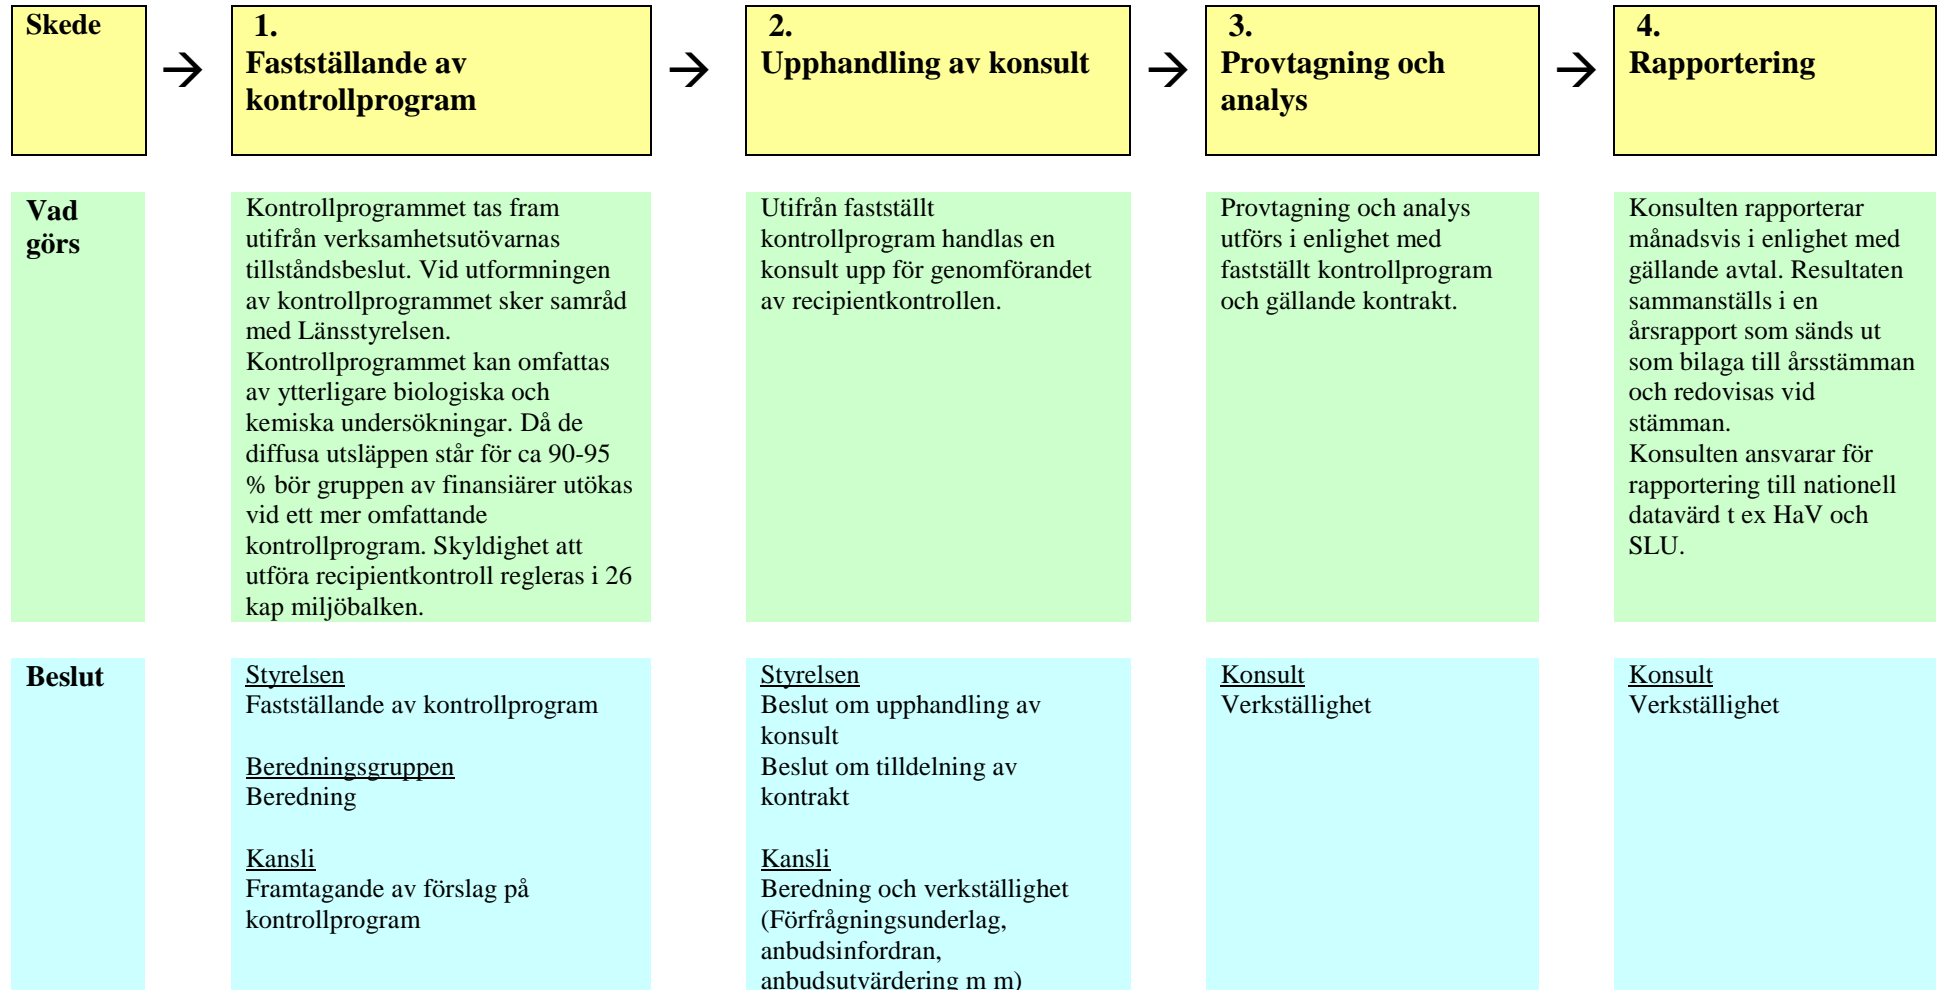 Skede
→
1.
Fastställande av
kontrollprogram
→
2.
Upphandling av konsult
→
3.
Provtagning och
analys
→
4.
Rapportering
Vad
görs
Kontrollprogrammet tas fram
utifrån verksamhetsutövarnas
tillståndsbeslut. Vid utformningen
av kontrollprogrammet sker samråd
med Länsstyrelsen.
Kontrollprogrammet kan omfattas
av ytterligare biologiska och
kemiska undersökningar. Då de
diffusa utsläppen står för ca 90-95
% bör gruppen av finansiärer utökas
vid ett mer omfattande
kontrollprogram. Skyldighet att
utföra recipientkontroll regleras i 26
kap miljöbalken.
Utifrån fastställt
kontrollprogram handlas en
konsult upp för genomförandet
av recipientkontrollen.
Provtagning och analys
utförs i enlighet med
fastställt kontrollprogram
och gällande kontrakt.
Konsulten rapporterar
månadsvis i enlighet med
gällande avtal. Resultaten
sammanställs i en
årsrapport som sänds ut
som bilaga till årsstämman
och redovisas vid
stämman.
Konsulten ansvarar för
rapportering till nationell
datavärd t ex HaV och
SLU.
Beslut
Styrelsen
Fastställande av kontrollprogram
Beredningsgruppen
Beredning
Kansli
Framtagande av förslag på
kontrollprogram
Styrelsen
Beslut om upphandling av
konsult
Beslut om tilldelning av
kontrakt
Kansli
Beredning och verkställighet
(Förfrågningsunderlag,
anbudsinfordran,
anbudsutvärdering m m)
Konsult
Verkställighet
Konsult
Verkställighet